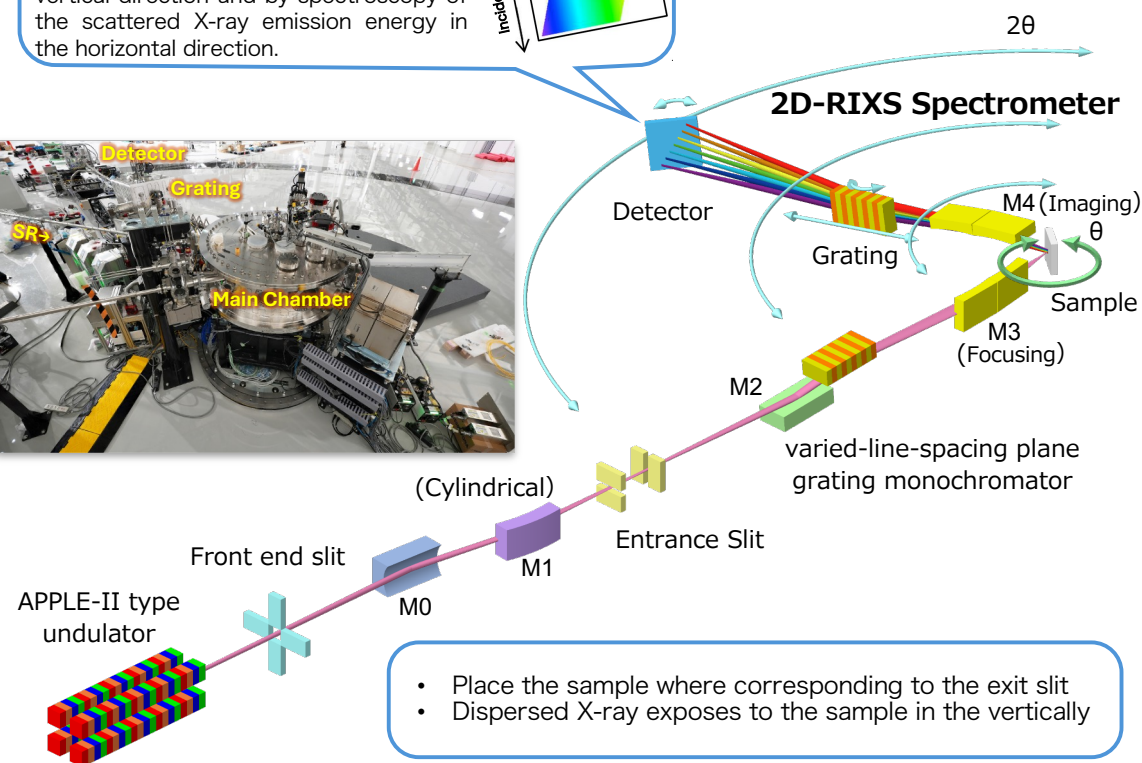 vertical direction and by spectroscopy of
the scattered X-ray emission energy in
the horizontal direction.
2θ
2D-RIXS Spectrometer
Detector
Grating
SR→
Main Chamber
Detector
Grating
M4 (Imaging)
θ
Sample
M3
(Focusing)
M2
varied-line-spacing plane
grating monochromator
(Cylindrical)
Entrance Slit
M1
Front end slit
M0
APPLE-II type
undulator
• Place the sample where corresponding to the exit slit
• Dispersed X-ray exposes to the sample in the vertically